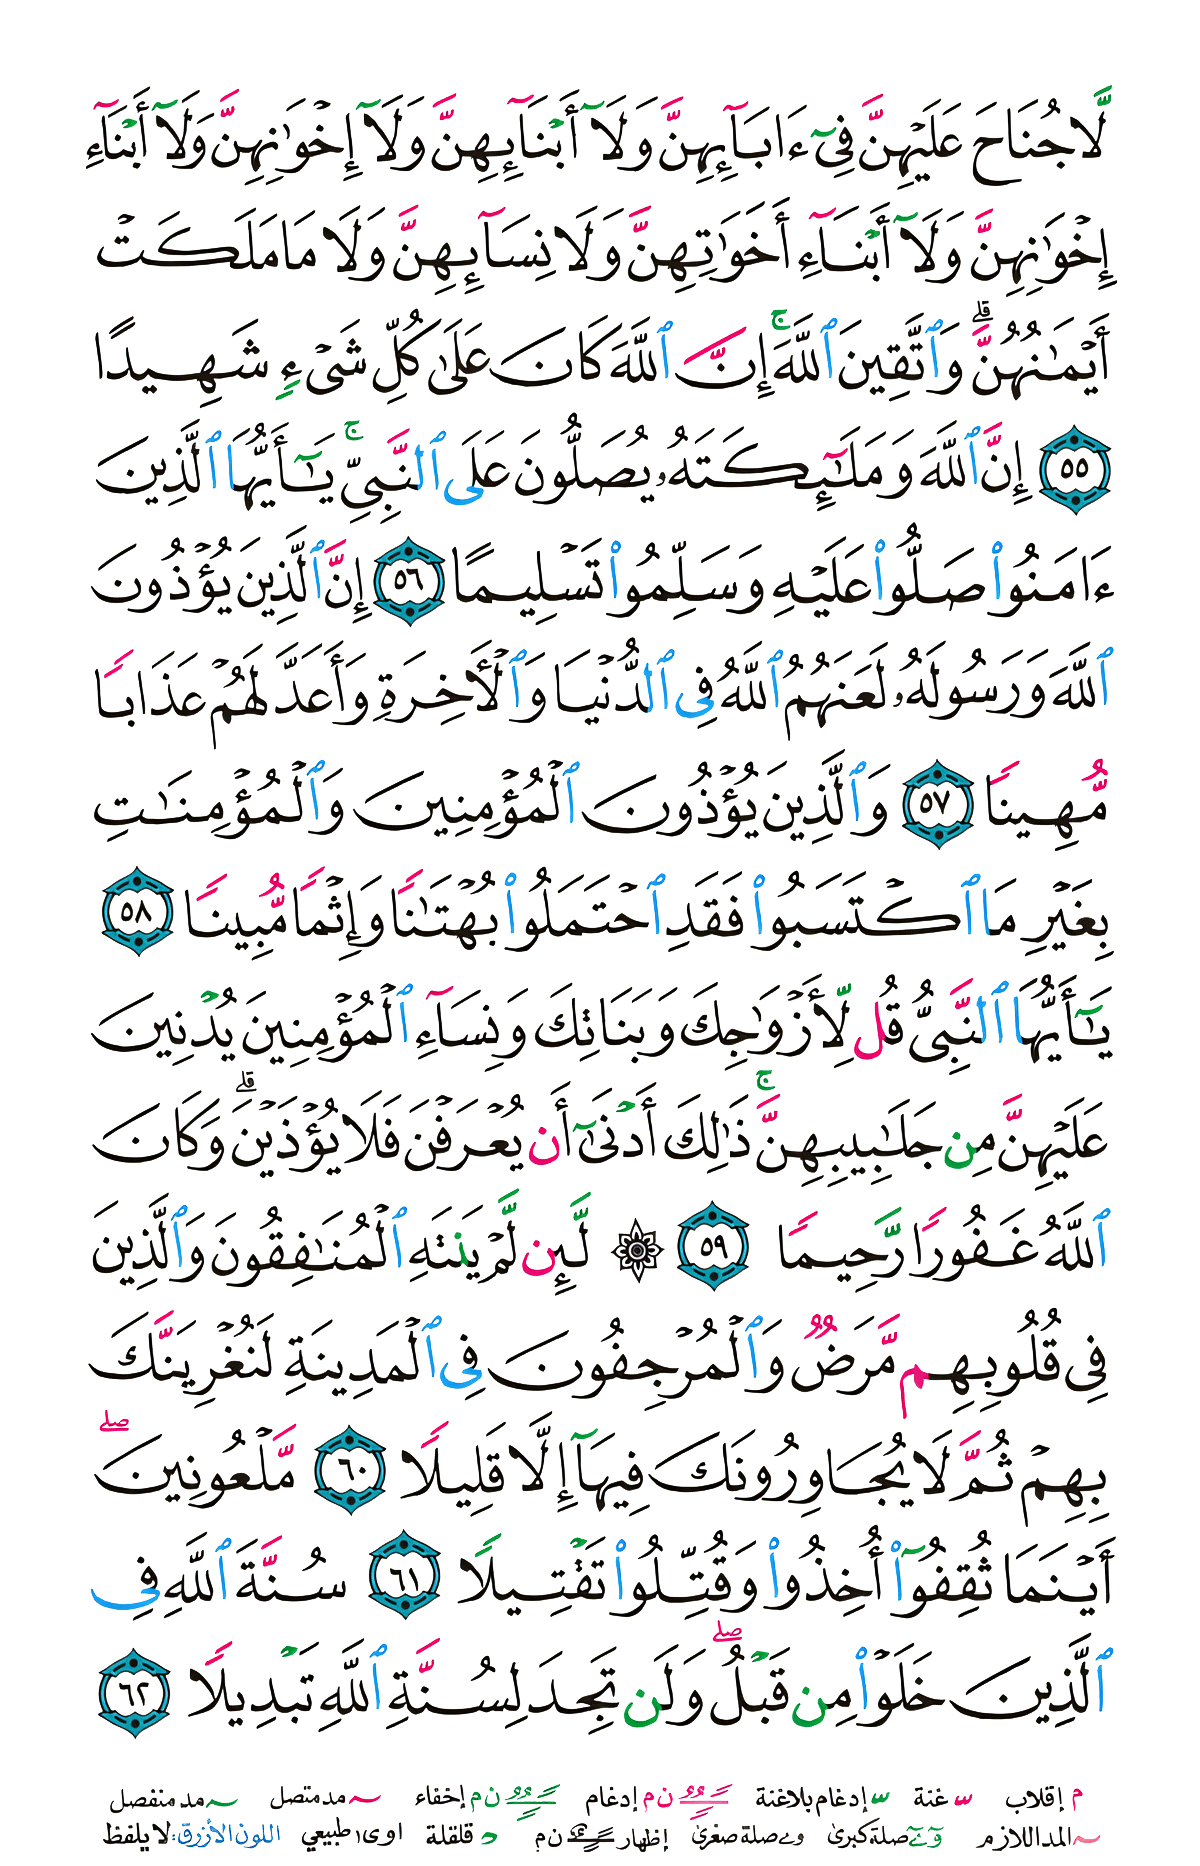 لَّا جُنَاحَ عَلَيْهِنَّ فِىٓ ءَابَآئِهِنَّ وَلَآ أَبْنَآئِهِنَّ وَلَآ إِخْوَٰنِهِنَّ وَلَآ أَبْنَآءِ
إِخْوَٰنِهِنَّ وَلَآ أَبْنَآءِ أَخَوَٰتِهِنَّ وَلَا نِسَآئِهِنَّ وَلَا مَا مَلَكَتْ
أَيْمَٰنُهُنَّ ۗ وَٱتَّقِينَ ٱللَّهَ ۚ إِنَّ ٱللَّهَ كَانَ عَلَىٰ كُلِّ شَىْءٍ شَهِيدًا
٥٥ إِنَّ ٱللَّهَ وَمَلَٰٓئِكَتَهُۥ يُصَلُّونَ عَلَى ٱلنَّبِىِّ ۚ يَٰٓأَيُّهَا ٱلَّذِينَ
ءَامَنُوا۟ صَلُّوا۟ عَلَيْهِ وَسَلِّمُوا۟ تَسْلِيمًا ٥٦ إِنَّ ٱلَّذِينَ يُؤْذُونَ
ٱللَّهَ وَرَسُولَهُۥ لَعَنَهُمُ ٱللَّهُ فِى ٱلدُّنْيَا وَٱلْأَخِرَةِ وَأَعَدَّ لَهُمْ عَذَابًا
مُّهِينًا ٥٧ وَٱلَّذِينَ يُؤْذُونَ ٱلْمُؤْمِنِينَ وَٱلْمُؤْمِنَٰتِ
بِغَيْرِ مَا ٱكْتَسَبُوا۟ فَقَدِ ٱحْتَمَلُوا۟ بُهْتَٰنًا وَإِثْمًا مُّبِينًا ٥٨
يَٰٓأَيُّهَا ٱلنَّبِىُّ قُل لِّأَزْوَٰجِكَ وَبَنَاتِكَ وَنِسَآءِ ٱلْمُؤْمِنِينَ يُدْنِينَ
عَلَيْهِنَّ مِن جَلَٰبِيبِهِنَّ ۚ ذَٰلِكَ أَدْنَىٰٓ أَن يُعْرَفْنَ فَلَا يُؤْذَيْنَ ۗ وَكَانَ
ٱللَّهُ غَفُورًا رَّحِيمًا ٥٩ ۞ لَّئِن لَّمْ يَنتَهِ ٱلْمُنَٰفِقُونَ وَٱلَّذِينَ
فِى قُلُوبِهِم مَّرَضٌ وَٱلْمُرْجِفُونَ فِى ٱلْمَدِينَةِ لَنُغْرِيَنَّكَ
بِهِمْ ثُمَّ لَا يُجَاوِرُونَكَ فِيهَآ إِلَّا قَلِيلًا ٦٠ مَّلْعُونِينَ ۖ
أَيْنَمَا ثُقِفُوٓا۟ أُخِذُوا۟ وَقُتِّلُوا۟ تَقْتِيلًا ٦١ سُنَّةَ ٱللَّهِ فِى
ٱلَّذِينَ خَلَوْا۟ مِن قَبْلُ ۖ وَلَن تَجِدَ لِسُنَّةِ ٱللَّهِ تَبْدِيلًا ٦٢
م إقلاب غنة إدغام بلاغنة ن م إدغام ن م إخفاء مد متصل مد منفصل
المد اللازم صلة كبرىٰ صلة صغرىٰ إظهار ن م قلقلة اوى طبيعي اللون الأزرق: لا يلفظ